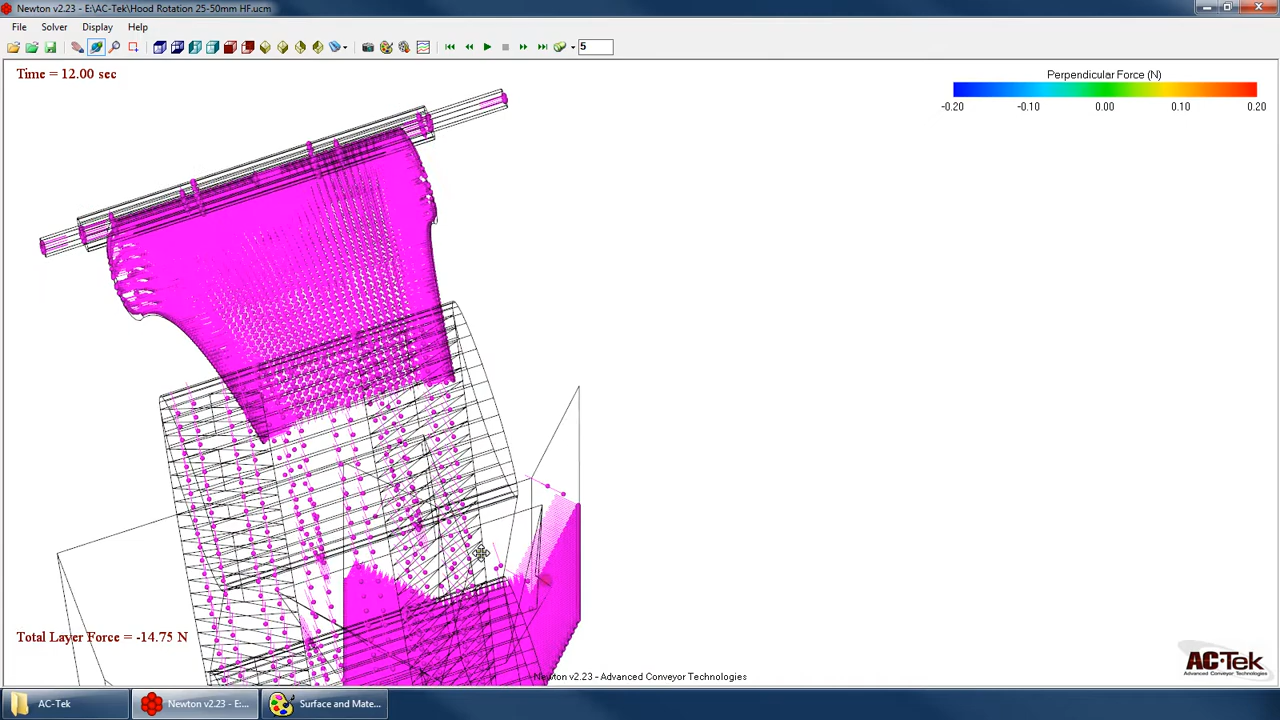 Newton v2.23 - E:\AC-Tek\Hood Rotation 25-50mm HF.ucm
File Solver Display Help
5
Time = 12.00 sec
Perpendicular Force (N)
-0.20 -0.10 0.00 0.10 0.20
Total Layer Force = -14.75 N
Newton v2.23 - Advanced Conveyor Technologies
AC-Tek
Advanced Conveyor Technologies
AC-Tek Newton v2.23 - E:... Surface and Mate...